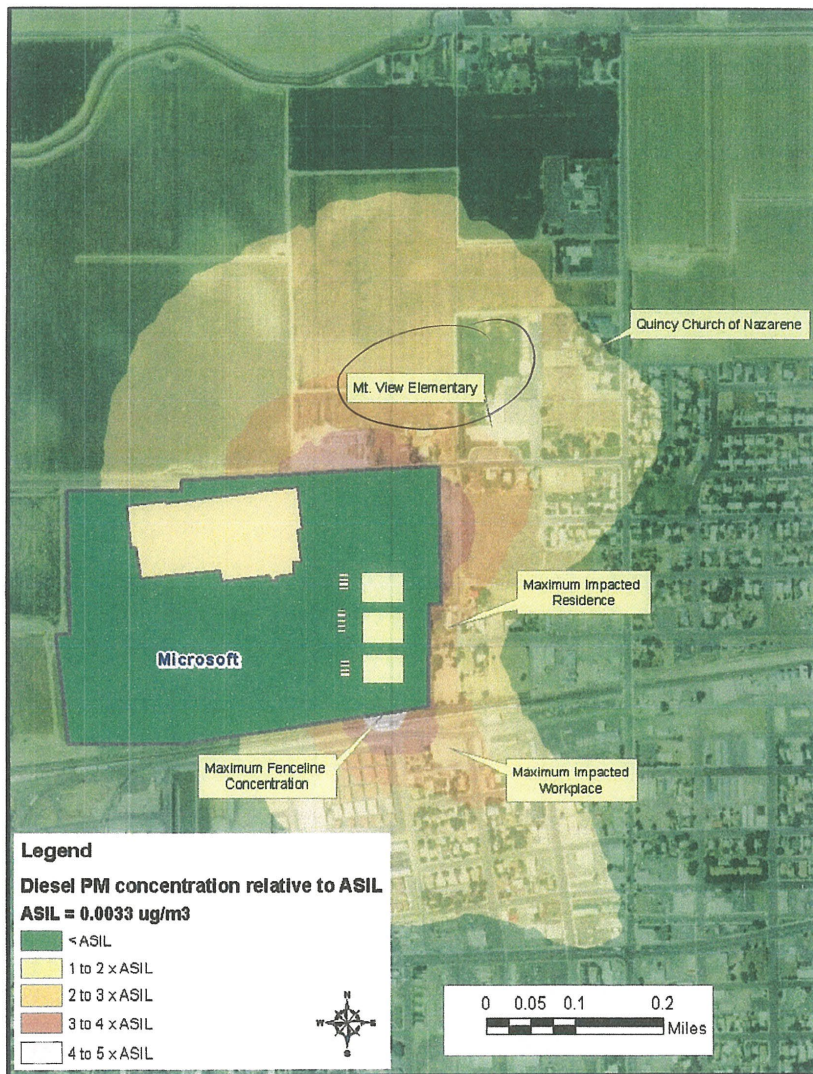 Quincy Church of Nazarene
Mt. View Elementary
Maximum Impacted
Residence
Microsoft
Maximum Fenceline
Concentration
Maximum Impacted
Workplace
Legend
Diesel PM concentration relative to ASIL
ASIL = 0.0033 ug/m3
< ASIL
1 to 2 x ASIL
2 to 3 x ASIL
3 to 4 x ASIL
4 to 5 x ASIL
N
W
E
S
0 0.05 0.1 0.2
Miles